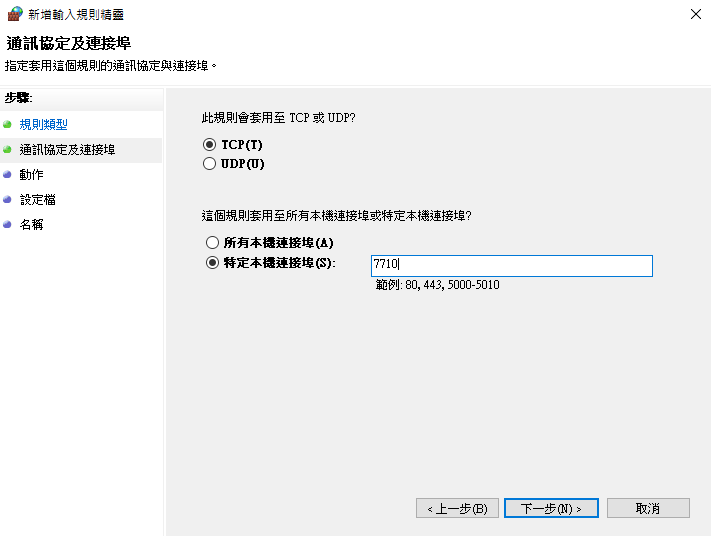 新增輸入規則精靈
通訊協定及連接埠
指定套用這個規則的通訊協定與連接埠。
步驟:
規則類型
通訊協定及連接埠
動作
設定檔
名稱
此規則會套用至 TCP 或 UDP?
TCP(T)
UDP(U)
這個規則套用至所有本機連接埠或特定本機連接埠?
所有本機連接埠(A)
特定本機連接埠(S): 7710
範例: 80, 443, 5000-5010
< 上一步(B) 下一步(N) > 取消